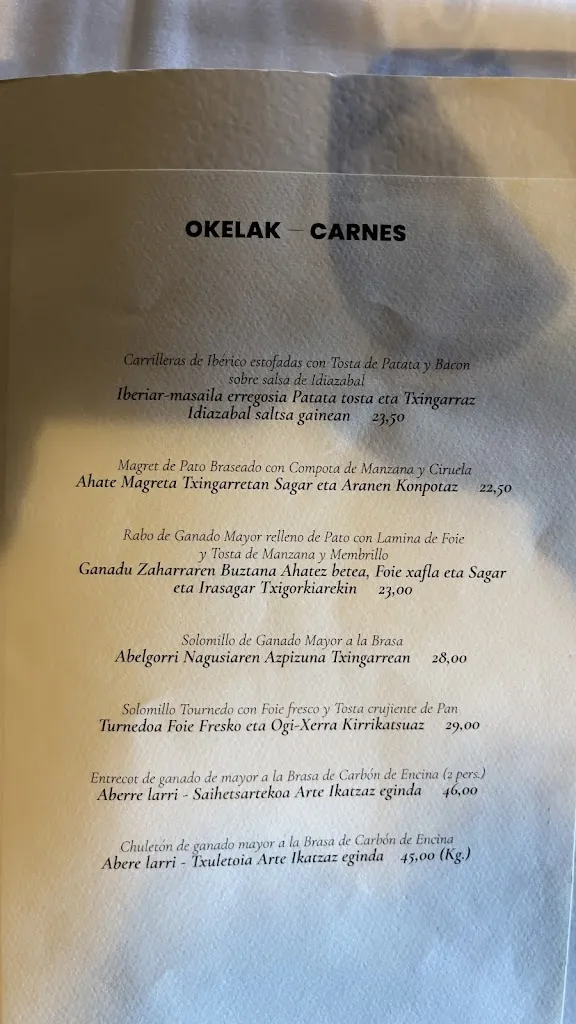 OKELAK – CARNES
Carrilleras de Ibérico estofadas con Tosta de Patata y Bacon
sobre salsa de Idiazabal
Iberiar-masaila erregosia Patata tosta eta Txingarraz
Idiazabal saltsa gainean 23,50
Magret de Pato Braseado con Compota de Manzana y Ciruela
Ahate Magreta Txingarretan Sagar eta Aranen Konpotaz 22,50
Rabo de Ganado Mayor relleno de Pato con Lamina de Foie
y Tosta de Manzana y Membrillo
Ganadu Zaharraren Buztana Ahatez betea, Foie xafla eta Sagar
eta Irasagar Txigorkiarekin 23,00
Solomillo de Ganado Mayor a la Brasa
Abelgorri Nagusiaren Azpizuna Txingarrean 28,00
Solomillo Tournedo con Foie fresco y Tosta crujiente de Pan
Turnedoa Foie Fresko eta Ogi-Xerra Kirrikatsuaz 29,00
Entrecot de ganado de mayor a la Brasa de Carbón de Encina (2 pers.)
Aberre larri - Saihetsartekoa Arte Ikatzaz eginda 46,00
Chuletón de ganado mayor a la Brasa de Carbón de Encina
Abere larri - Txuletoia Arte Ikatzaz eginda 45,00 (Kg.)